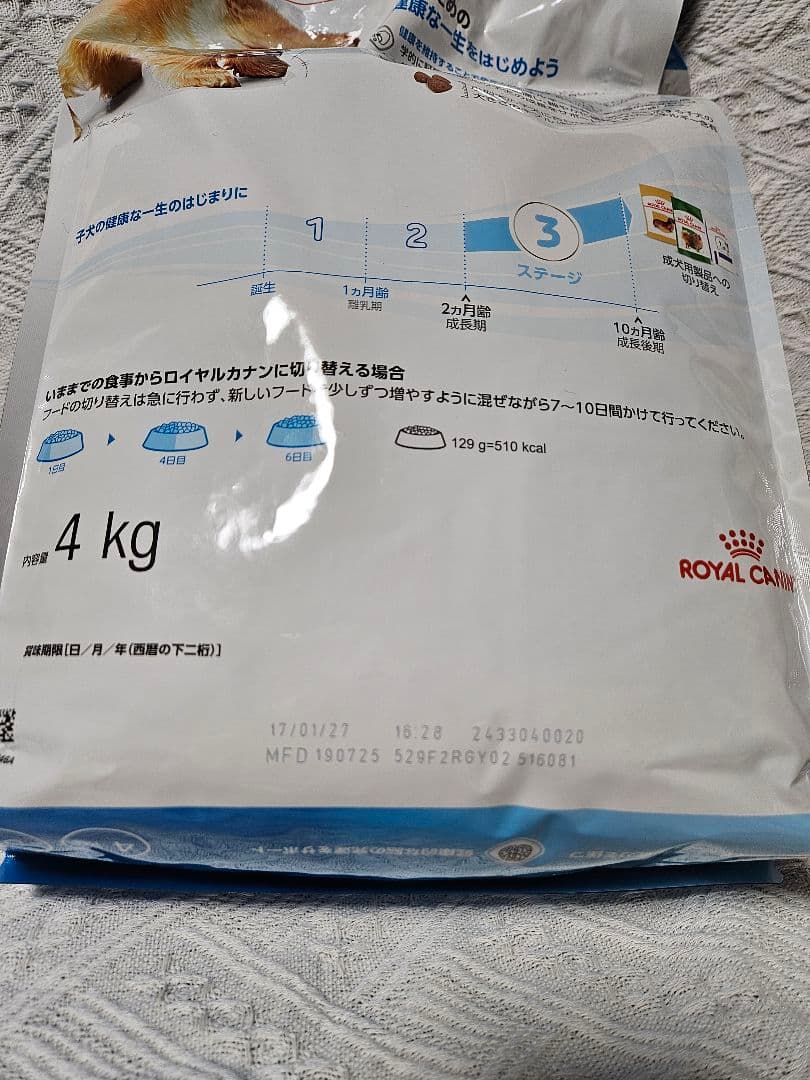 ための
健康な一生をはじめよう
子犬の健康な一生のはじまりに
1
2
3
ステージ
誕生
1ヵ月齢
離乳期
2ヵ月齢
成長期
10ヵ月齢
成長後期
成犬用製品への
切り替え
いままでの食事からロイヤルカナンに切り替える場合
フードの切り替えは急に行わず、新しいフードを少しずつ増やすように混ぜながら7〜10日間かけて行ってください。
1日目
4日目
6日目
129 g=510 kcal
内容量 4 kg
ROYAL CANIN
賞味期限[日/月/年(西暦の下二桁)]
17/01/27 16:28 2433040020
MFD 190725 529F2RGY02 516081